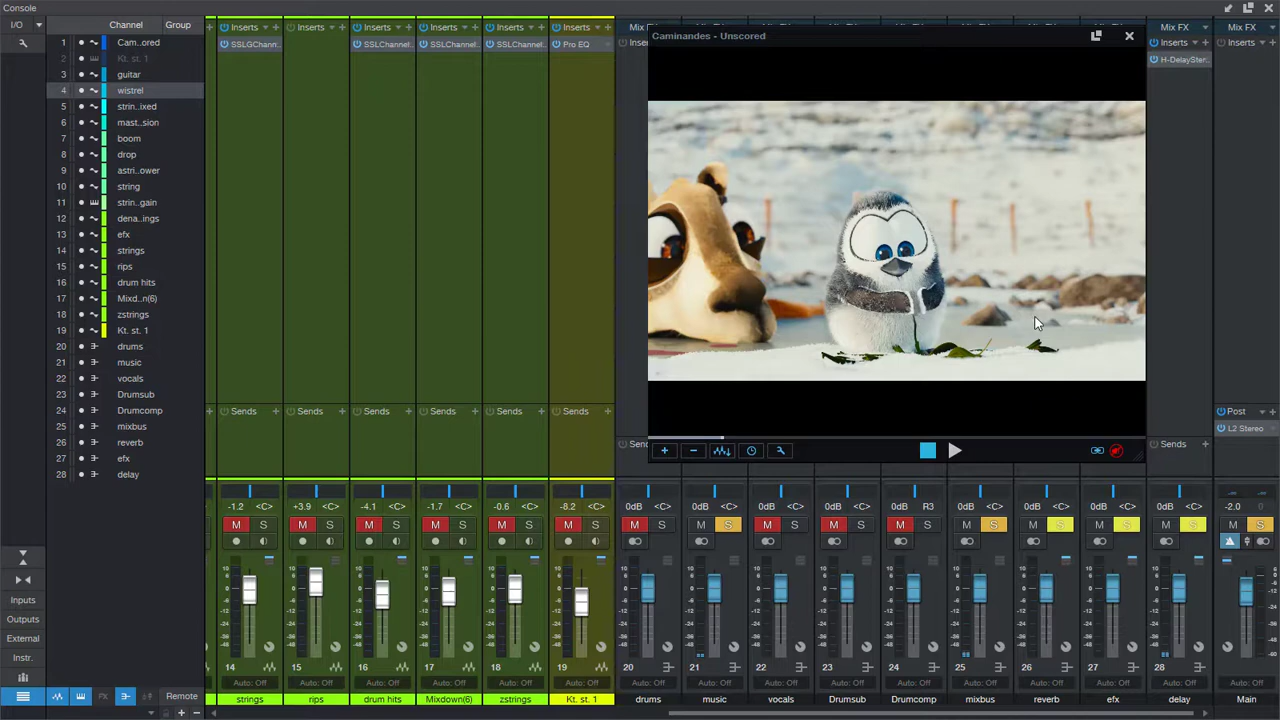 Console
I/O
Channel Group
1 Cam..ored
2 Kt. st. 1
3 guitar
4 wistrel
5 strin..ixed
6 mast..sion
7 boom
8 drop
9 astri..ower
10 string
11 strin..gain
12 dena..ings
13 efx
14 strings
15 rips
16 drum hits
17 Mixd..n(6)
18 zstrings
19 Kt. st. 1
20 drums
21 music
22 vocals
23 Drumsub
24 Drumcomp
25 mixbus
26 reverb
27 efx
28 delay
Inputs
Outputs
External
Instr.
FX
Remote
Inserts Inserts Inserts Inserts Inserts Inserts
SSLGChann. SSLChannel. SSLChannel. SSLChannel. Pro EQ
Mix FX Mix FX Mix FX
Inserts Inserts
H-DelaySter..
Caminandes - Unscored
Sends Sends Sends Sends Sends Sends
Sends
Post
L2 Stereo
-1.2 <C> +3.9 <C> -4.1 <C> -1.7 <C> -0.6 <C> -8.2 <C> 0dB <C> 0dB <C> 0dB <C> 0dB <C> 0dB R3 0dB <C> 0dB <C> 0dB <C> 0dB <C> -2.0 0
M S M S M S M S M S M S M S M S M S M S M S M S M S M S M S M S
14 15 16 17 18 19 20 21 22 23 24 25 26 27 28
Auto: Off Auto: Off Auto: Off Auto: Off Auto: Off Auto: Off Auto: Off Auto: Off Auto: Off Auto: Off Auto: Off Auto: Off Auto: Off Auto: Off Auto: Off Auto: Off
strings rips drum hits Mixdown(6) zstrings Kt. st. 1 drums music vocals Drumsub Drumcomp mixbus reverb efx delay Main